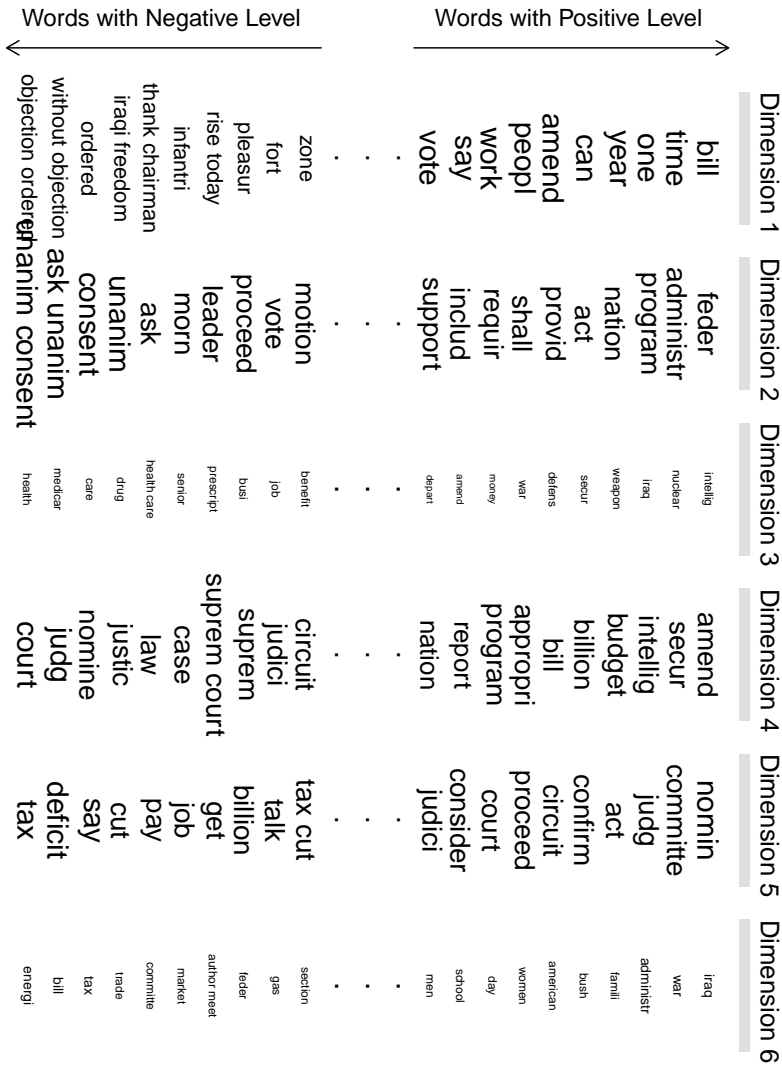 Words with Negative Level
Words with Positive Level
Dimension 1
bill
time
one
year
can
amend
peopl
work
say
vote
.
.
.
zone
fort
pleasur
rise today
infantri
thank chairman
iraqi freedom
ordered
without objection
objection ordered
Dimension 2
feder
administr
program
nation
act
provid
shall
requir
includ
support
.
.
.
motion
vote
proceed
leader
morn
ask
unanim
consent
ask unanim
unanim consent
Dimension 3
intellig
nuclear
iraq
weapon
secur
defens
war
money
amend
depart
.
.
.
benefit
job
busi
prescript
senior
health care
drug
care
medicar
health
Dimension 4
amend
secur
intellig
budget
billion
bill
appropri
program
report
nation
.
.
.
circuit
judici
suprem
suprem court
case
law
justic
nomine
judg
court
Dimension 5
nomin
committe
judg
act
confirm
circuit
proceed
court
consider
judici
.
.
.
tax cut
talk
billion
get
job
pay
cut
say
deficit
tax
Dimension 6
iraq
war
administr
famili
bush
american
women
day
school
men
.
.
.
section
gas
feder
author meet
market
committe
trade
tax
bill
energi